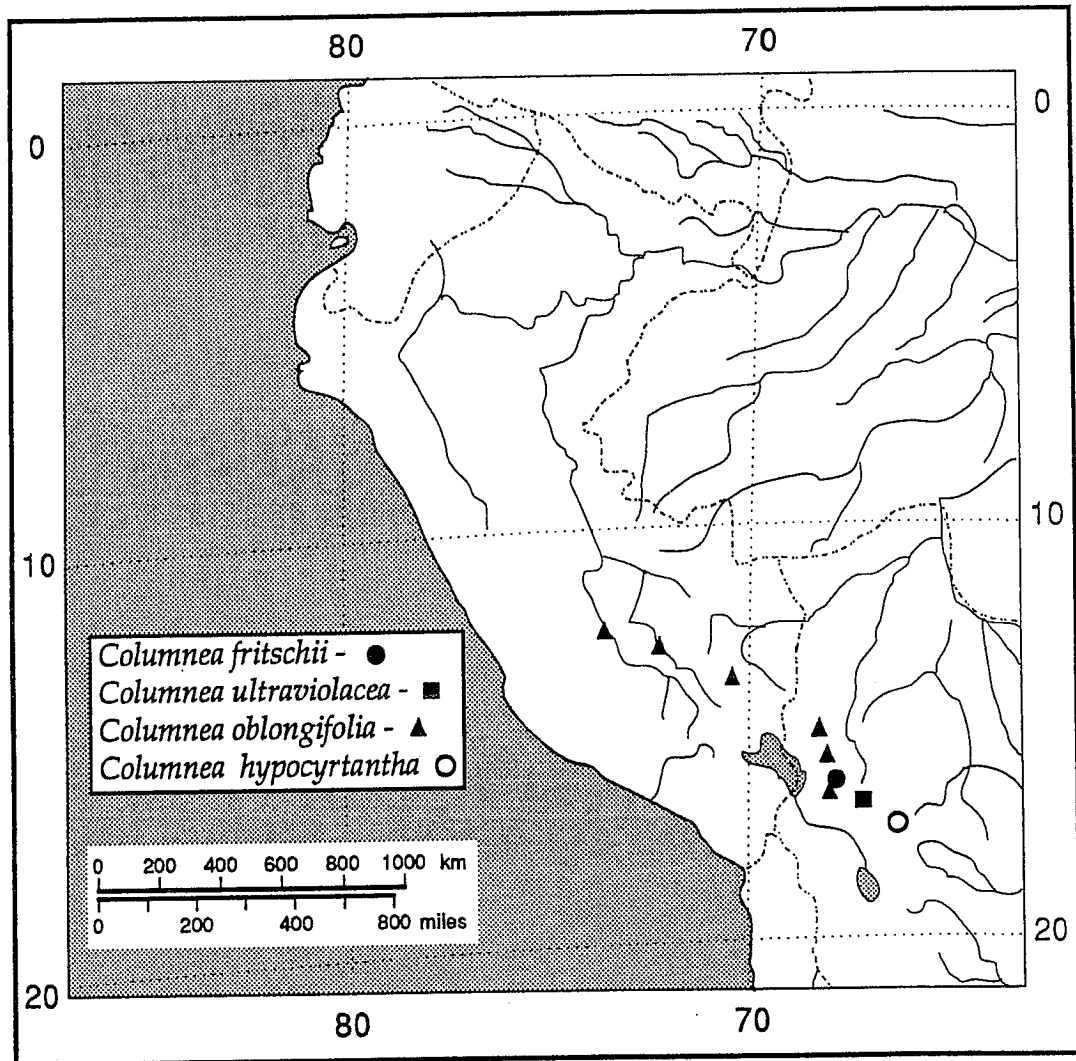 80 70
0
0
10
10
Columnea fritschii - ●
Columnea ultraviolacea - ■
Columnea oblongifolia - ▲
Columnea hypocyrtantha ○
0 200 400 600 800 1000 km
0 200 400 800 miles
20
20
80 70